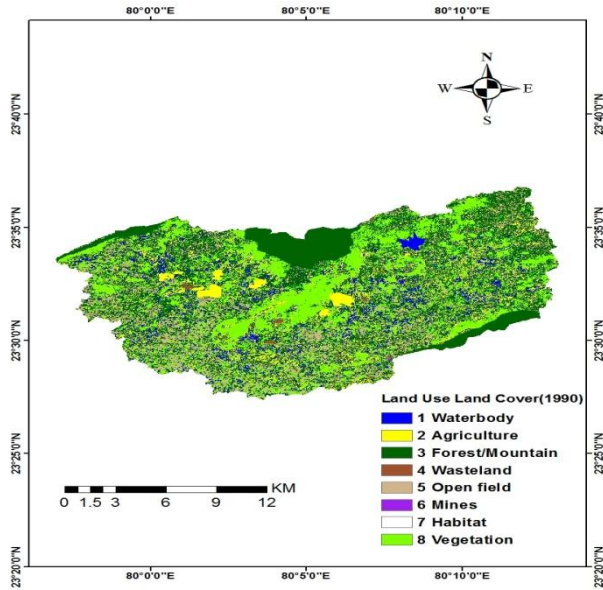 80°0'0"E 80°5'0"E 80°10'0"E
N
W E
S
23°40'0"N 23°40'0"N
23°35'0"N 23°35'0"N
23°30'0"N 23°30'0"N
Land Use Land Cover(1990)
1 Waterbody
2 Agriculture
3 Forest/Mountain
4 Wasteland
5 Open field
6 Mines
7 Habitat
8 Vegetation
23°25'0"N 23°25'0"N
KM
0 1.5 3 6 9 12
23°20'0"N 23°20'0"N
80°0'0"E 80°5'0"E 80°10'0"E